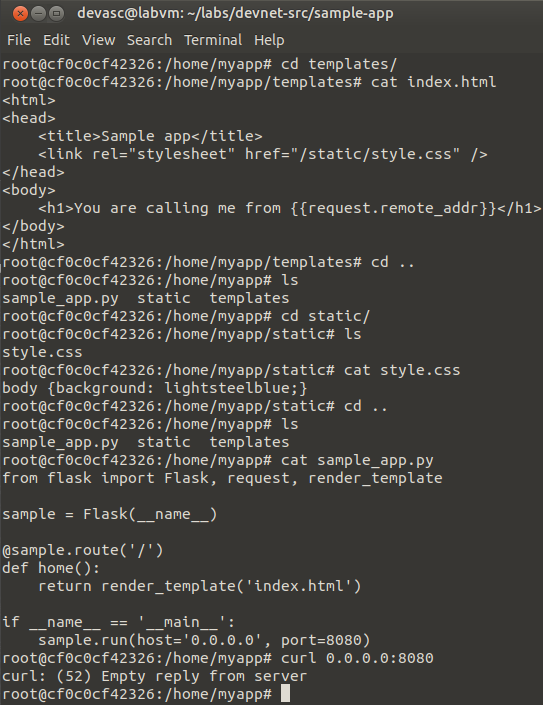 devasc@labvm: ~/labs/devnet-src/sample-app
File Edit View Search Terminal Help
root@cf0c0cf42326:/home/myapp# cd templates/
root@cf0c0cf42326:/home/myapp/templates# cat index.html
<html>
<head>
    <title>Sample app</title>
    <link rel="stylesheet" href="/static/style.css" />
</head>
<body>
    <h1>You are calling me from {{request.remote_addr}}</h1>
</body>
</html>
root@cf0c0cf42326:/home/myapp/templates# cd ..
root@cf0c0cf42326:/home/myapp# ls
sample_app.py  static  templates
root@cf0c0cf42326:/home/myapp# cd static/
root@cf0c0cf42326:/home/myapp/static# ls
style.css
root@cf0c0cf42326:/home/myapp/static# cat style.css
body {background: lightsteelblue;}
root@cf0c0cf42326:/home/myapp/static# cd ..
root@cf0c0cf42326:/home/myapp# ls
sample_app.py  static  templates
root@cf0c0cf42326:/home/myapp# cat sample_app.py
from flask import Flask, request, render_template

sample = Flask(__name__)

@sample.route('/')
def home():
    return render_template('index.html')

if __name__ == '__main__':
    sample.run(host='0.0.0.0', port=8080)
root@cf0c0cf42326:/home/myapp# curl 0.0.0.0:8080
curl: (52) Empty reply from server
root@cf0c0cf42326:/home/myapp#